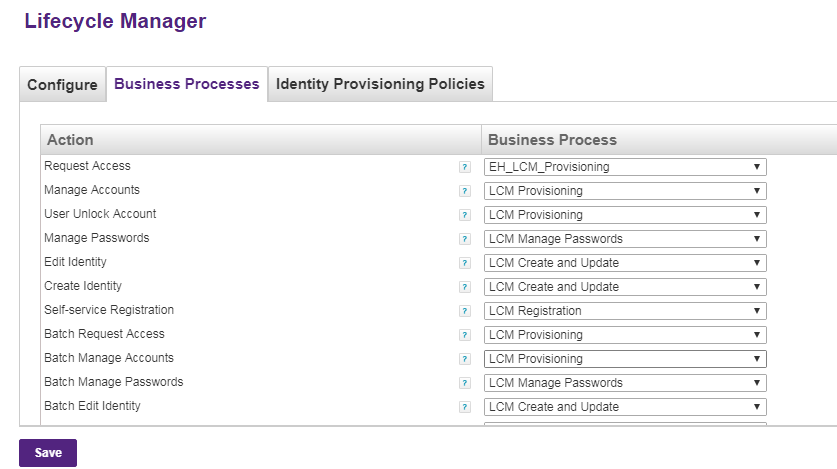 Lifecycle Manager
Configure Business Processes Identity Provisioning Policies
Action Business Process
Request Access ? EH_LCM_Provisioning
Manage Accounts ? LCM Provisioning
User Unlock Account ? LCM Provisioning
Manage Passwords ? LCM Manage Passwords
Edit Identity ? LCM Create and Update
Create Identity ? LCM Create and Update
Self-service Registration ? LCM Registration
Batch Request Access ? LCM Provisioning
Batch Manage Accounts ? LCM Provisioning
Batch Manage Passwords ? LCM Manage Passwords
Batch Edit Identity ? LCM Create and Update
Save